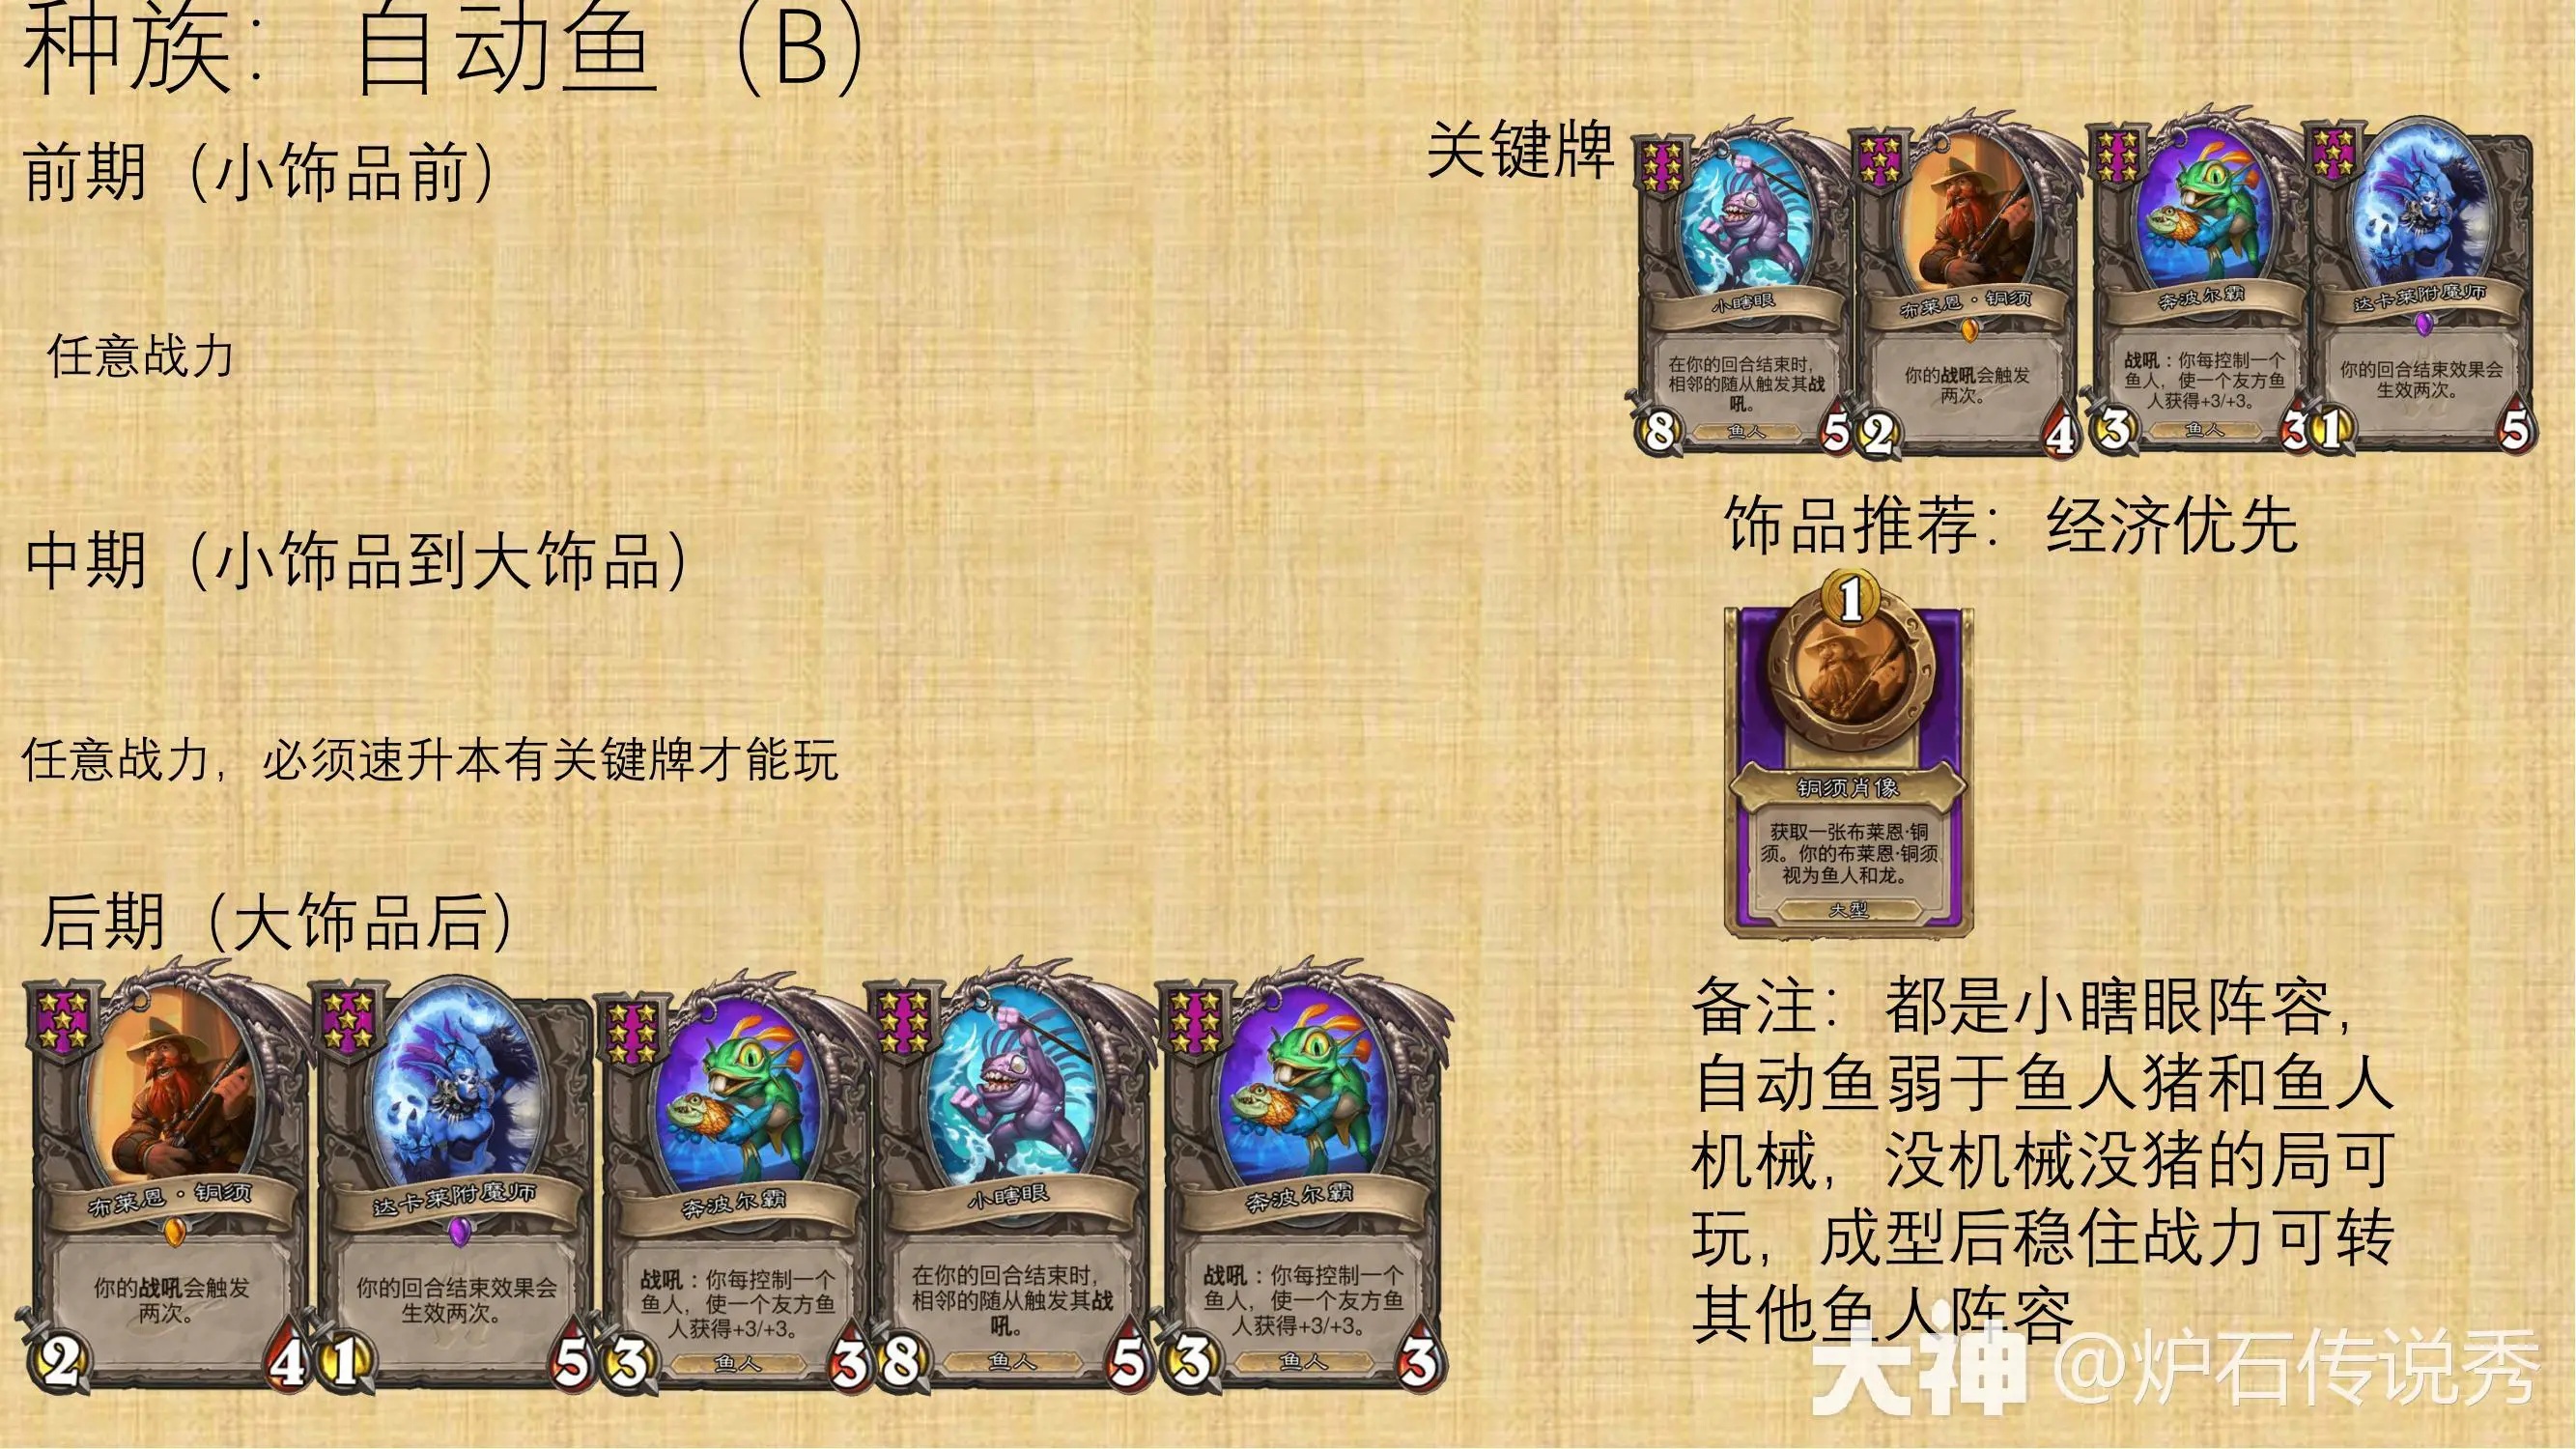 种族：自动鱼（B）
前期（小饰品前）
任意战力
中期（小饰品到大饰品）
任意战力，必须速升本有关键牌才能玩
后期（大饰品后）
布莱恩·铜须
你的战吼会触发
两次。
2
4
达卡莱附魔师
你的回合结束效果会
生效两次。
1
5
奔波尔霸
战吼：你每控制一个
鱼人，使一个友方鱼
人获得+3/+3。
鱼人
3
3
小瞎眼
在你的回合结束时，
相邻的随从触发其战
吼。
鱼人
8
5
奔波尔霸
战吼：你每控制一个
鱼人，使一个友方鱼
人获得+3/+3。
鱼人
3
3
关键牌
小瞎眼
在你的回合结束时，
相邻的随从触发其战
吼。
鱼人
8
5
布莱恩·铜须
你的战吼会触发
两次。
2
4
奔波尔霸
战吼：你每控制一个
鱼人，使一个友方鱼
人获得+3/+3。
鱼人
3
3
达卡莱附魔师
你的回合结束效果会
生效两次。
1
5
饰品推荐：经济优先
1
铜须肖像
获取一张布莱恩·铜
须。你的布莱恩·铜须
视为鱼人和龙。
大型
备注：都是小瞎眼阵容，
自动鱼弱于鱼人猪和鱼人
机械，没机械没猪的局可
玩，成型后稳住战力可转
其他鱼人阵容
大神 @炉石传说秀